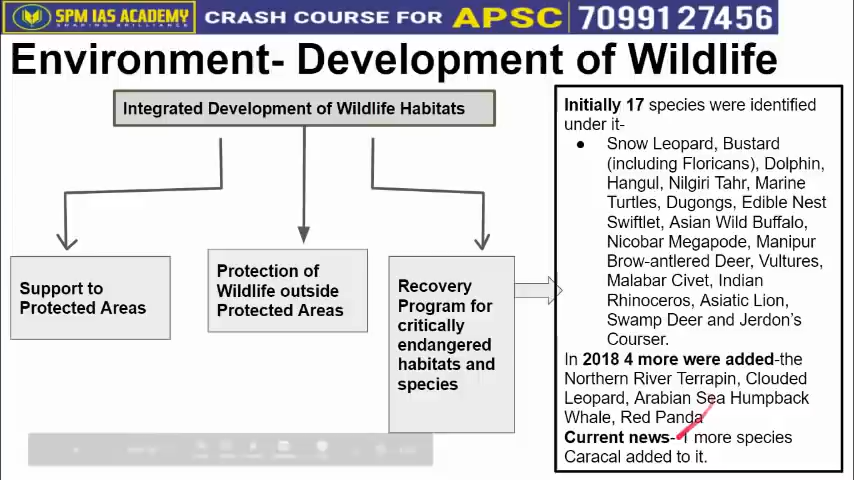 SPM IAS ACADEMY
SHARING BRILLIANCE
CRASH COURSE FOR APSC 7099127456
Environment- Development of Wildlife
Integrated Development of Wildlife Habitats
Support to
Protected Areas
Protection of
Wildlife outside
Protected Areas
Recovery
Program for
critically
endangered
habitats and
species
Initially 17 species were identified
under it-
● Snow Leopard, Bustard
(including Floricans), Dolphin,
Hangul, Nilgiri Tahr, Marine
Turtles, Dugongs, Edible Nest
Swiftlet, Asian Wild Buffalo,
Nicobar Megapode, Manipur
Brow-antlered Deer, Vultures,
Malabar Civet, Indian
Rhinoceros, Asiatic Lion,
Swamp Deer and Jerdon's
Courser.
In 2018 4 more were added-the
Northern River Terrapin, Clouded
Leopard, Arabian Sea Humpback
Whale, Red Panda
Current news- 1 more species
Caracal added to it.